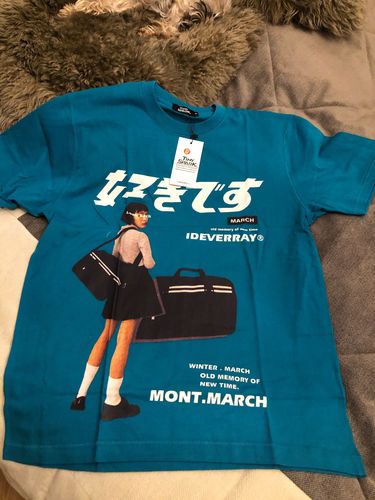 好きです
MARCH
old memory of new time
IDEVERRAY®
WINTER . MARCH
OLD MEMORY OF
NEW TIME.
MONT.MARCH